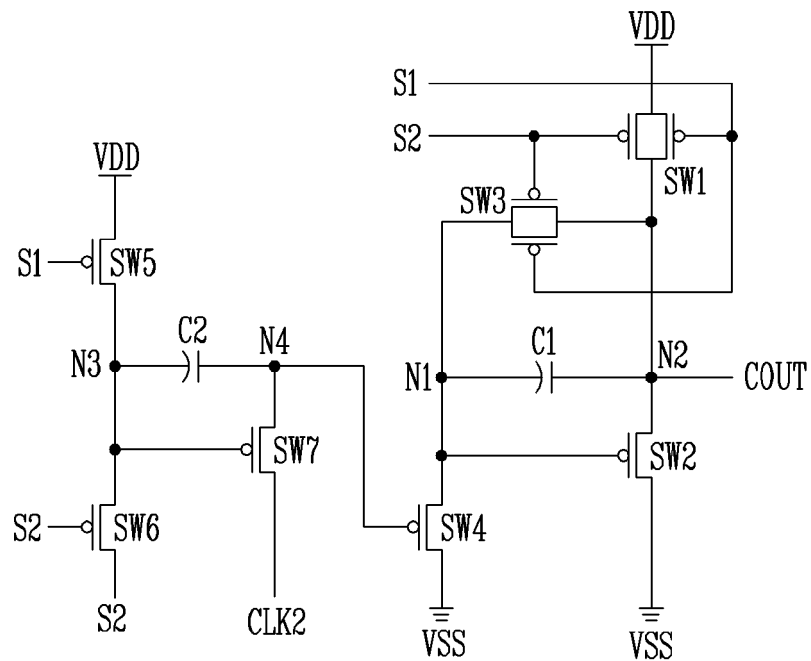 VDD
S1
S2
SW1
VDD
SW3
S1
SW5
C2
N4
C1
N2
N3
N1
COUT
SW7
SW2
S2
SW6
SW4
S2
CLK2
VSS
VSS